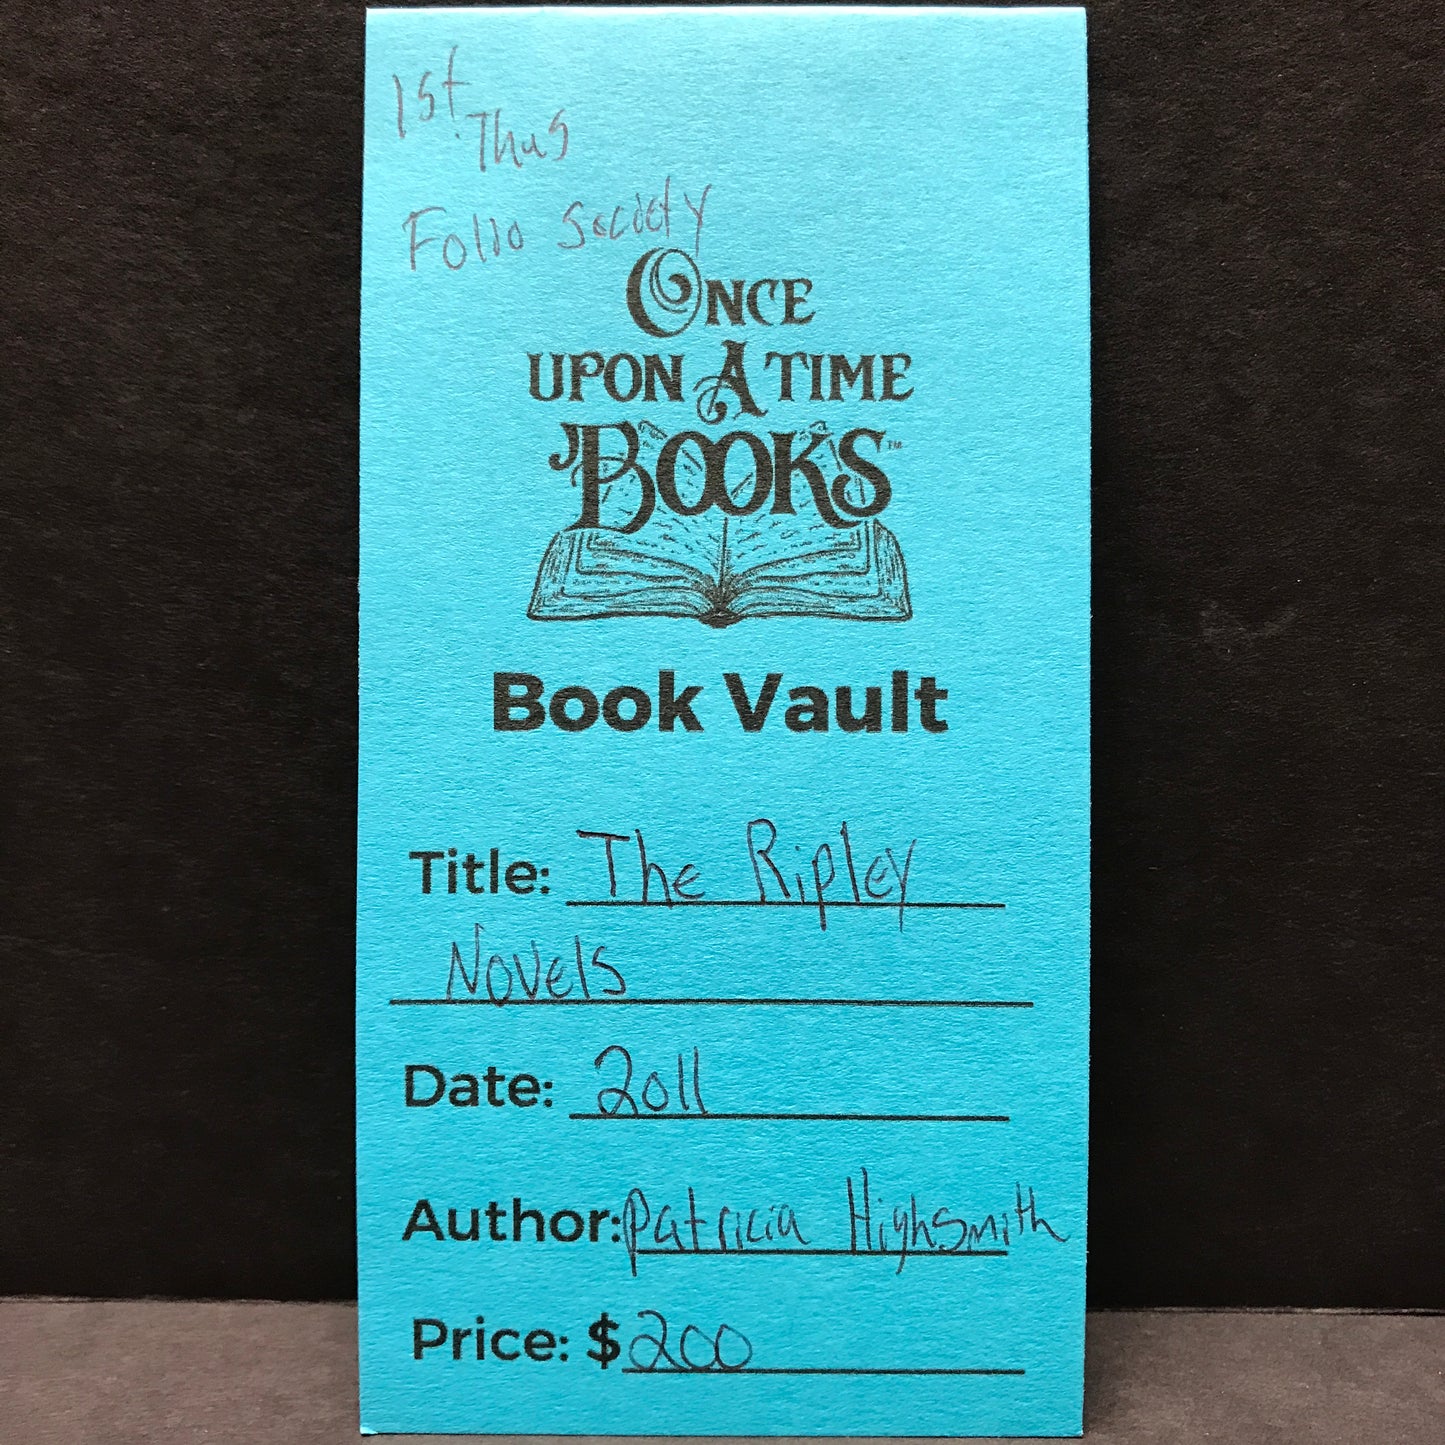 1st
Thus
Folio Society
ONCE
UPON A TIME
BOOKS™
Book Vault
Title: The Ripley
Novels
Date: 2011
Author: Patricia Highsmith
Price: $200